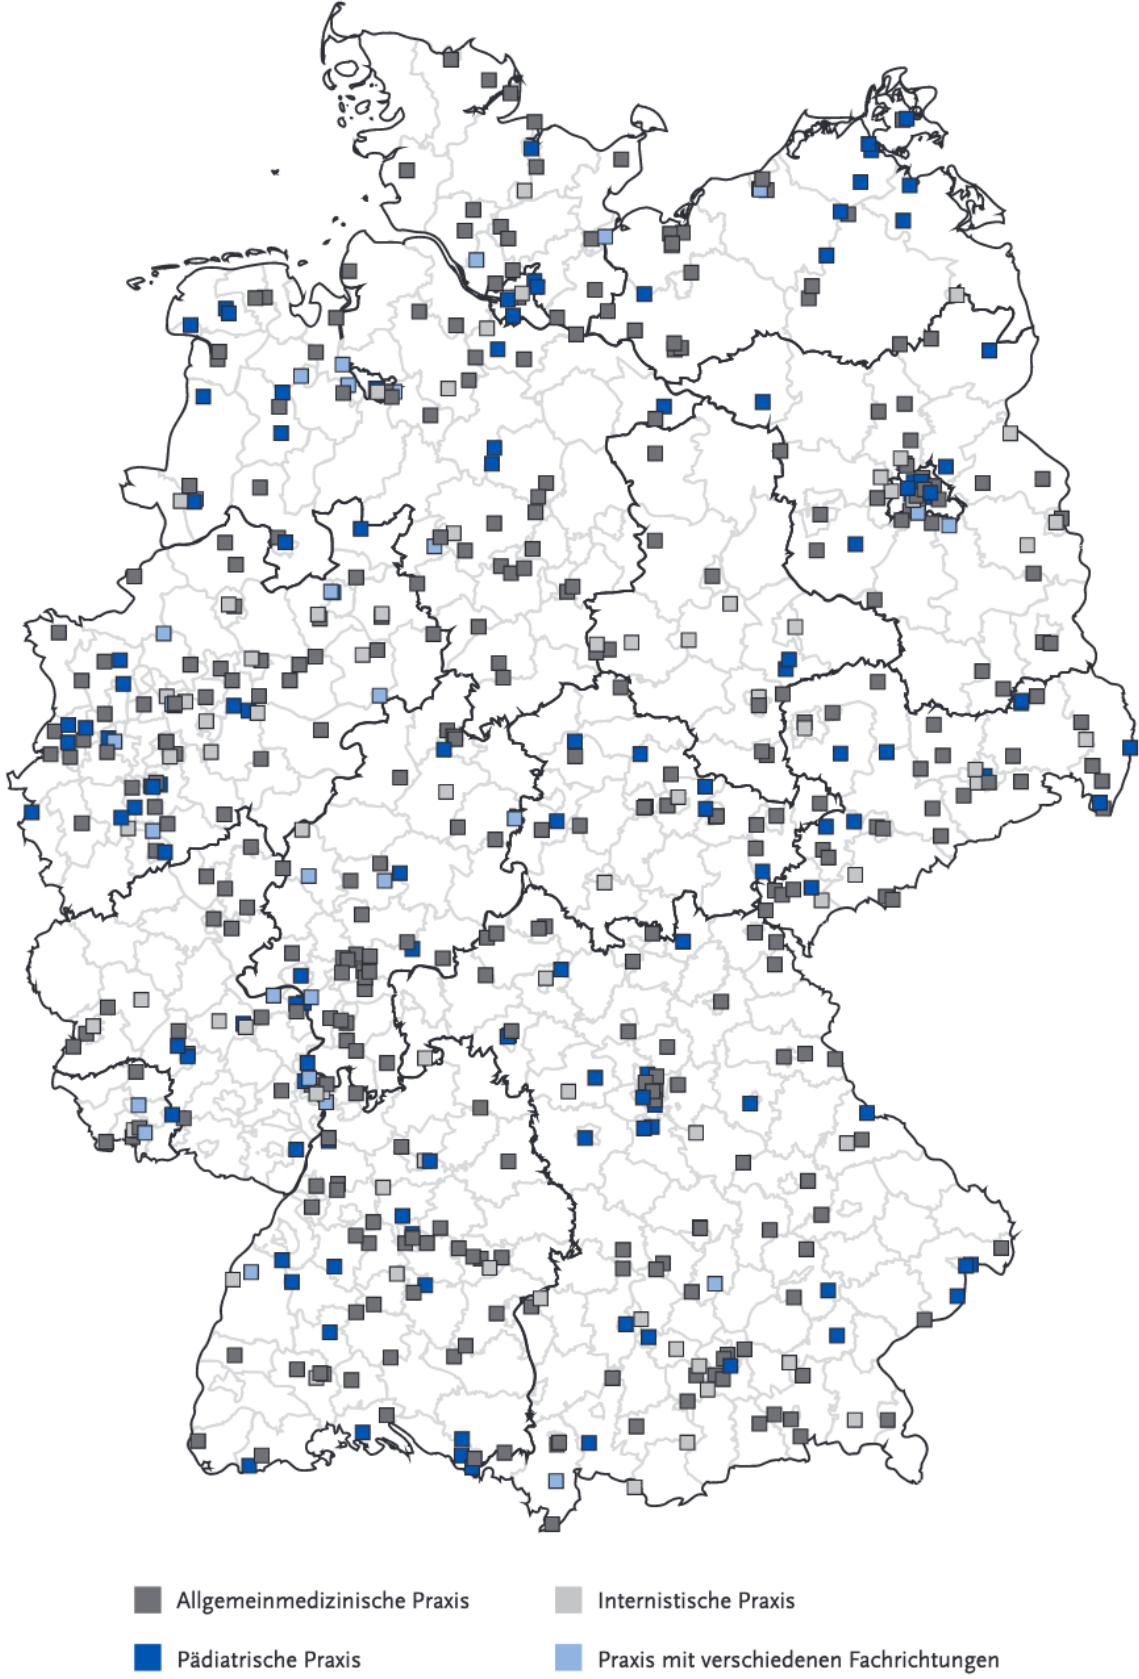 Allgemeinmedizinische Praxis
Internistische Praxis
Pädiatrische Praxis
Praxis mit verschiedenen Fachrichtungen